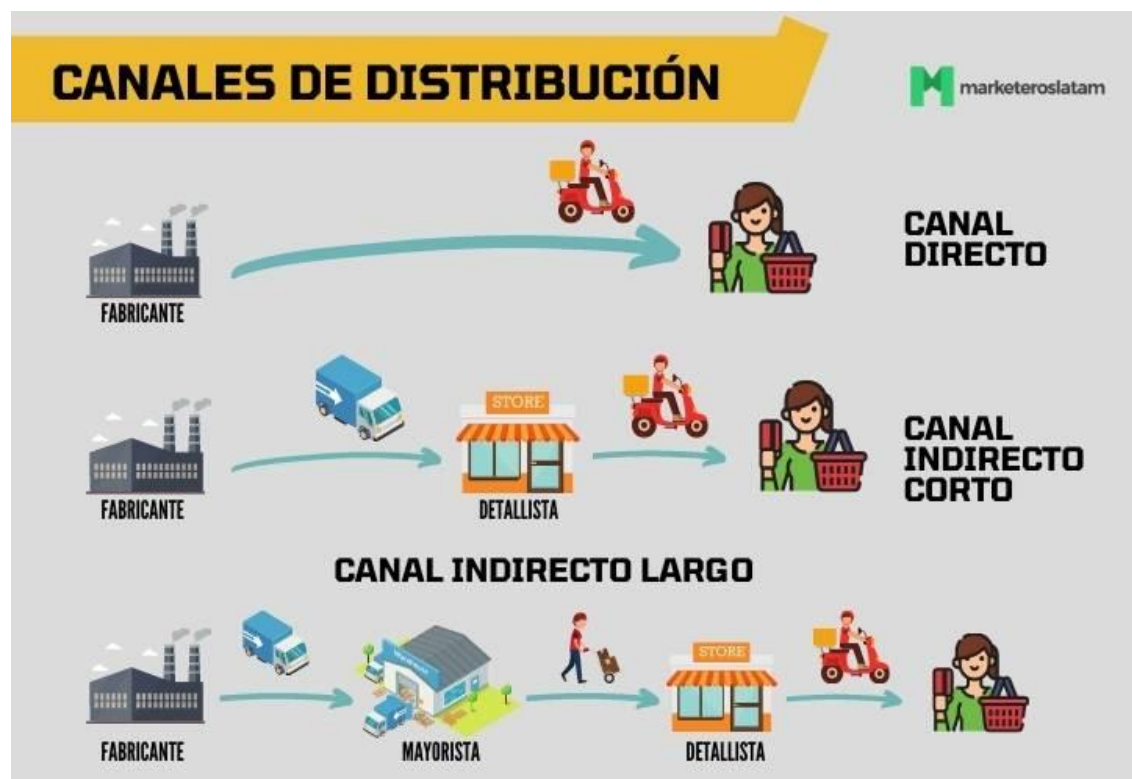 CANALES DE DISTRIBUCIÓN
marketeroslatam
CANAL
DIRECTO
FABRICANTE
STORE
CANAL
INDIRECTO
CORTO
FABRICANTE
DETALLISTA
CANAL INDIRECTO LARGO
STORE
FABRICANTE
MAYORISTA
DETALLISTA